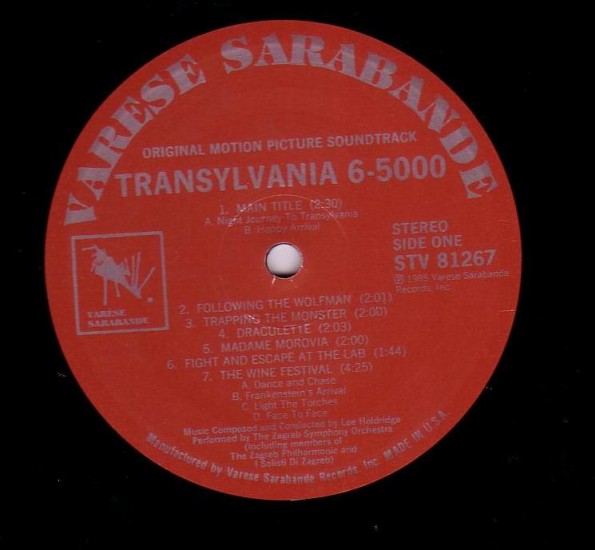 VARESE SARABANDE
ORIGINAL MOTION PICTURE SOUNDTRACK
TRANSYLVANIA 6-5000
1. MAIN TITLE (2:30)
A. Night Journey To Transylvania
B. Happy Arrival
STEREO
SIDE ONE
STV 81267
℗ 1985 Varese Sarabande
Records, Inc.
VARESE
SARABANDE
2. FOLLOWING THE WOLFMAN (2:01)
3. TRAPPING THE MONSTER (2:00)
4. DRACULETTE (2:03)
5. MADAME MOROVIA (2:00)
6. FIGHT AND ESCAPE AT THE LAB (1:44)
7. THE WINE FESTIVAL (4:25)
A. Dance and Chase
B. Frankenstein's Arrival
C. Light The Torches
D. Face To Face
Music Composed and Conducted by Lee Holdridge
Performed by The Zagreb Symphony Orchestra
(Including members of
The Zagreb Philharmonic and
I Solisti Di Zagreb)
Manufactured by Varese Sarabande Records, Inc. MADE IN U.S.A.